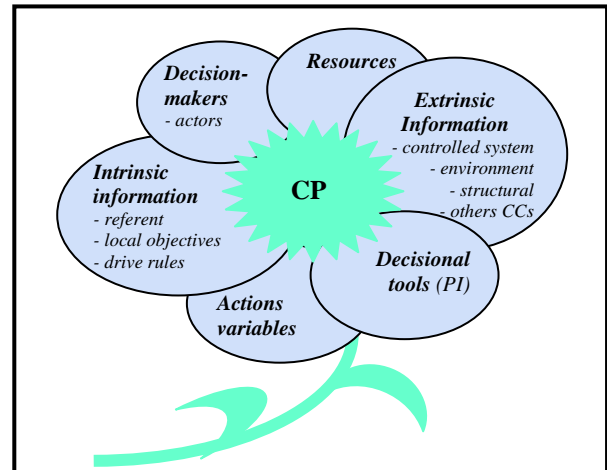 Decision-
makers
- actors
Resources
Extrinsic
Information
- controlled system
- environment
- structural
- others CCs
Intrinsic
information
- referent
- local objectives
- drive rules
CP
Decisional
tools (PI)
Actions
variables